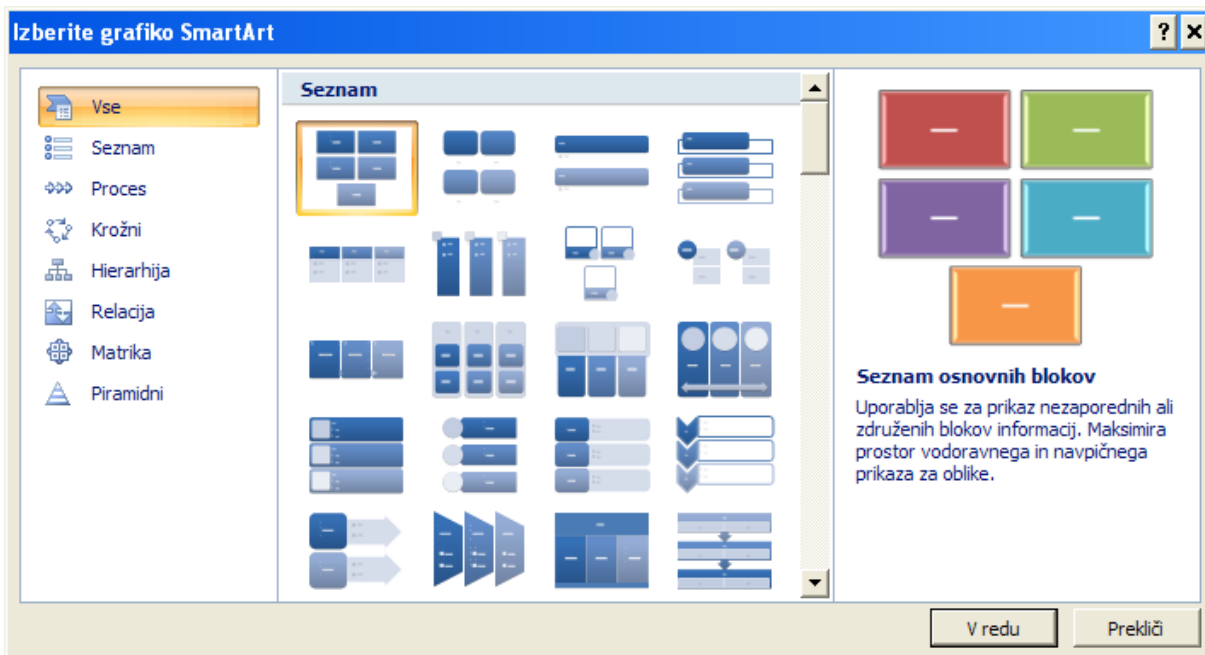 Izberite grafiko SmartArt
Vse
Seznam
Proces
Krožni
Hierarhija
Relacija
Matrika
Piramidni
Seznam
Seznam osnovnih blokov
Uporablja se za prikaz nezaporednih ali
združenih blokov informacij. Maksimira
prostor vodoravnega in navpičnega
prikaza za oblike.
V redu
Prekliči